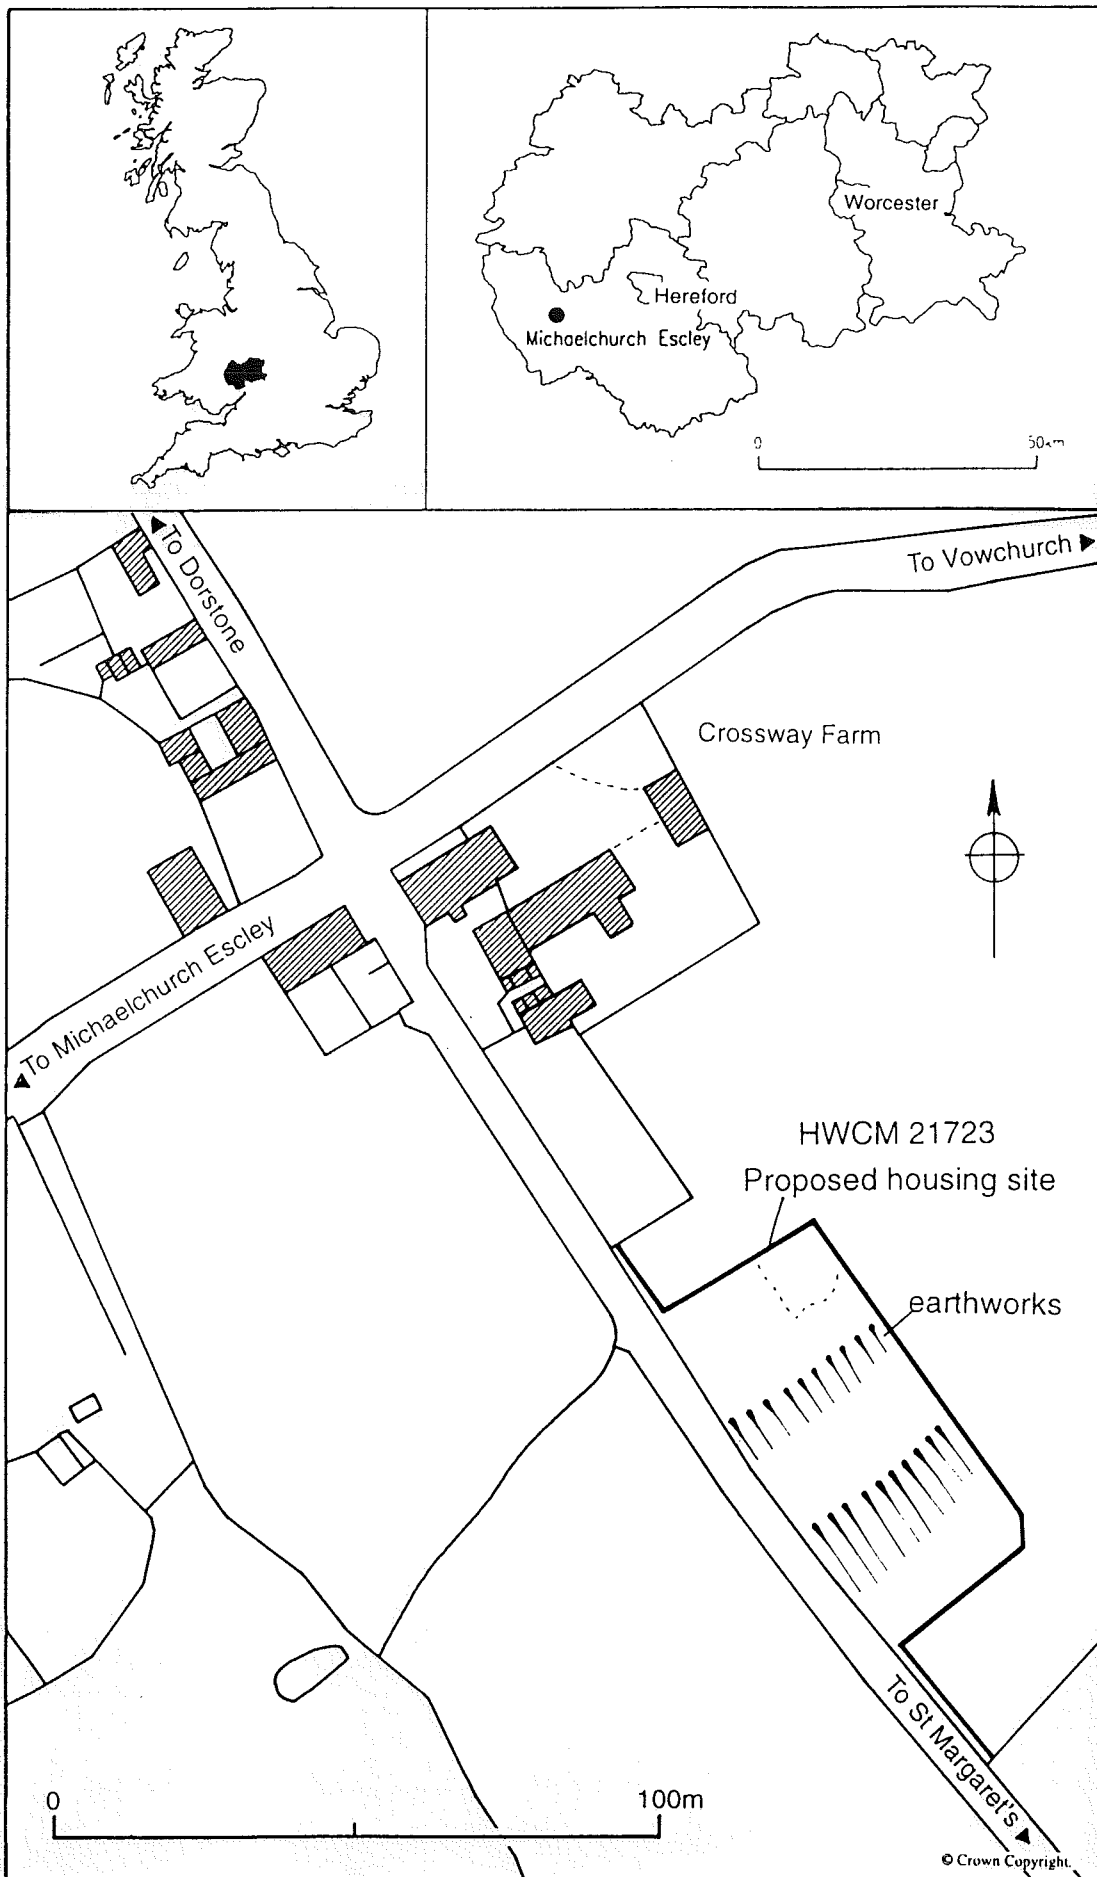 Worcester
Hereford
Michaelchurch Escley
0 50km
To Dorstone
To Vowchurch
Crossway Farm
To Michaelchurch Escley
HWCM 21723
Proposed housing site
earthworks
To St Margaret's
0 100m
© Crown Copyright.